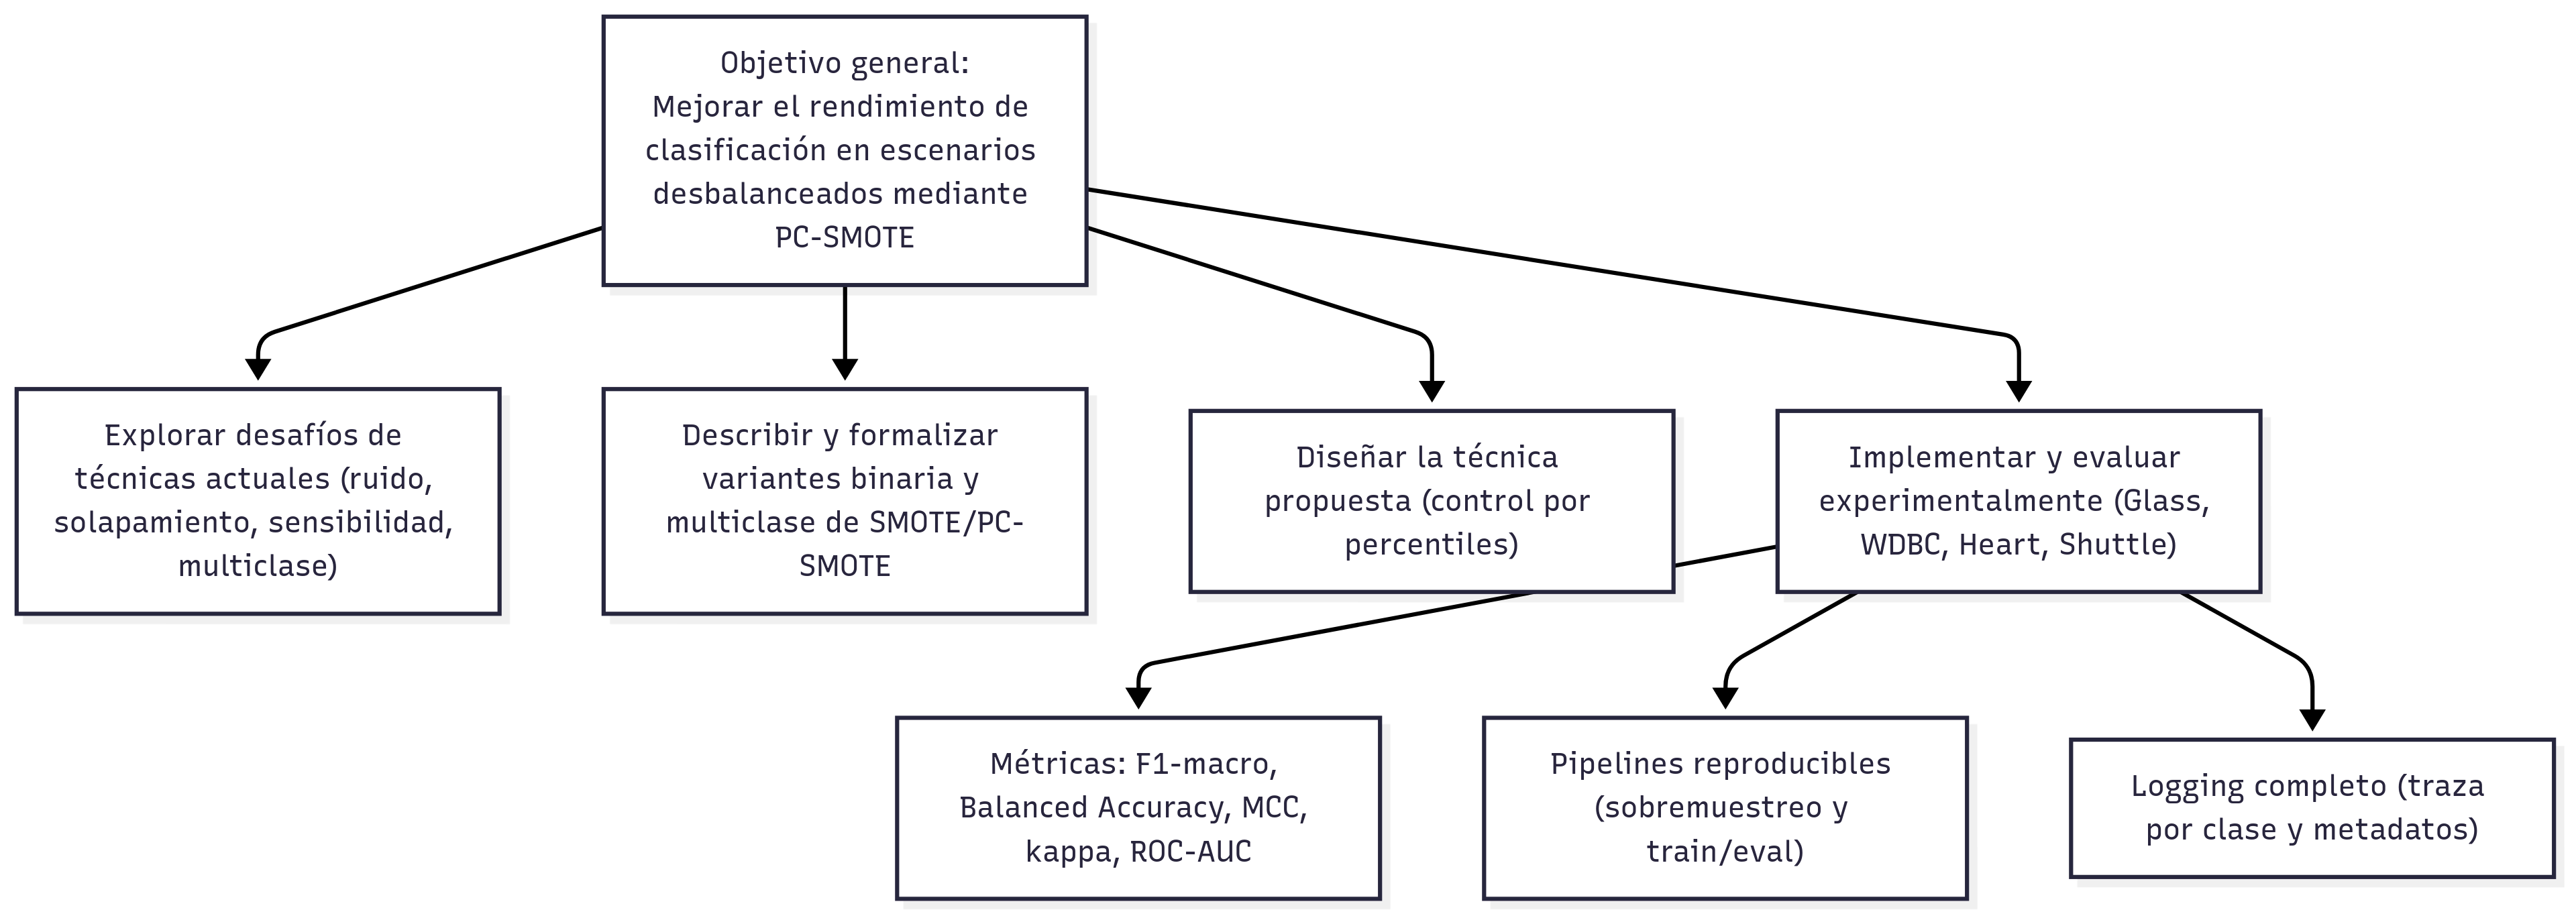 Objetivo general:
Mejorar el rendimiento de
clasificación en escenarios
desbalanceados mediante
PC-SMOTE
Explorar desafíos de
técnicas actuales (ruido,
solapamiento, sensibilidad,
multiclase)
Describir y formalizar
variantes binaria y
multiclase de SMOTE/PC-
SMOTE
Diseñar la técnica
propuesta (control por
percentiles)
Implementar y evaluar
experimentalmente (Glass,
WDBC, Heart, Shuttle)
Métricas: F1-macro,
Balanced Accuracy, MCC,
kappa, ROC-AUC
Pipelines reproducibles
(sobremuestreo y
train/eval)
Logging completo (traza
por clase y metadatos)